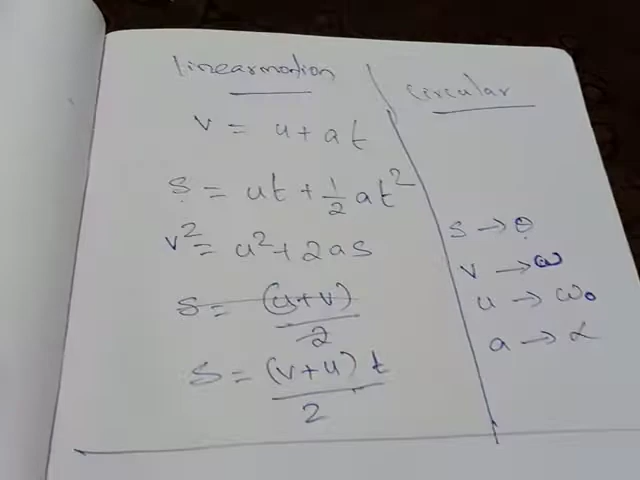 linearmotion
v = u + at
s = ut + 1/2 at²
v² = u² + 2as
s = (u+v)/2
s = (v+u)t/2
circular
s → θ
v → ω
u → ω₀
a → α